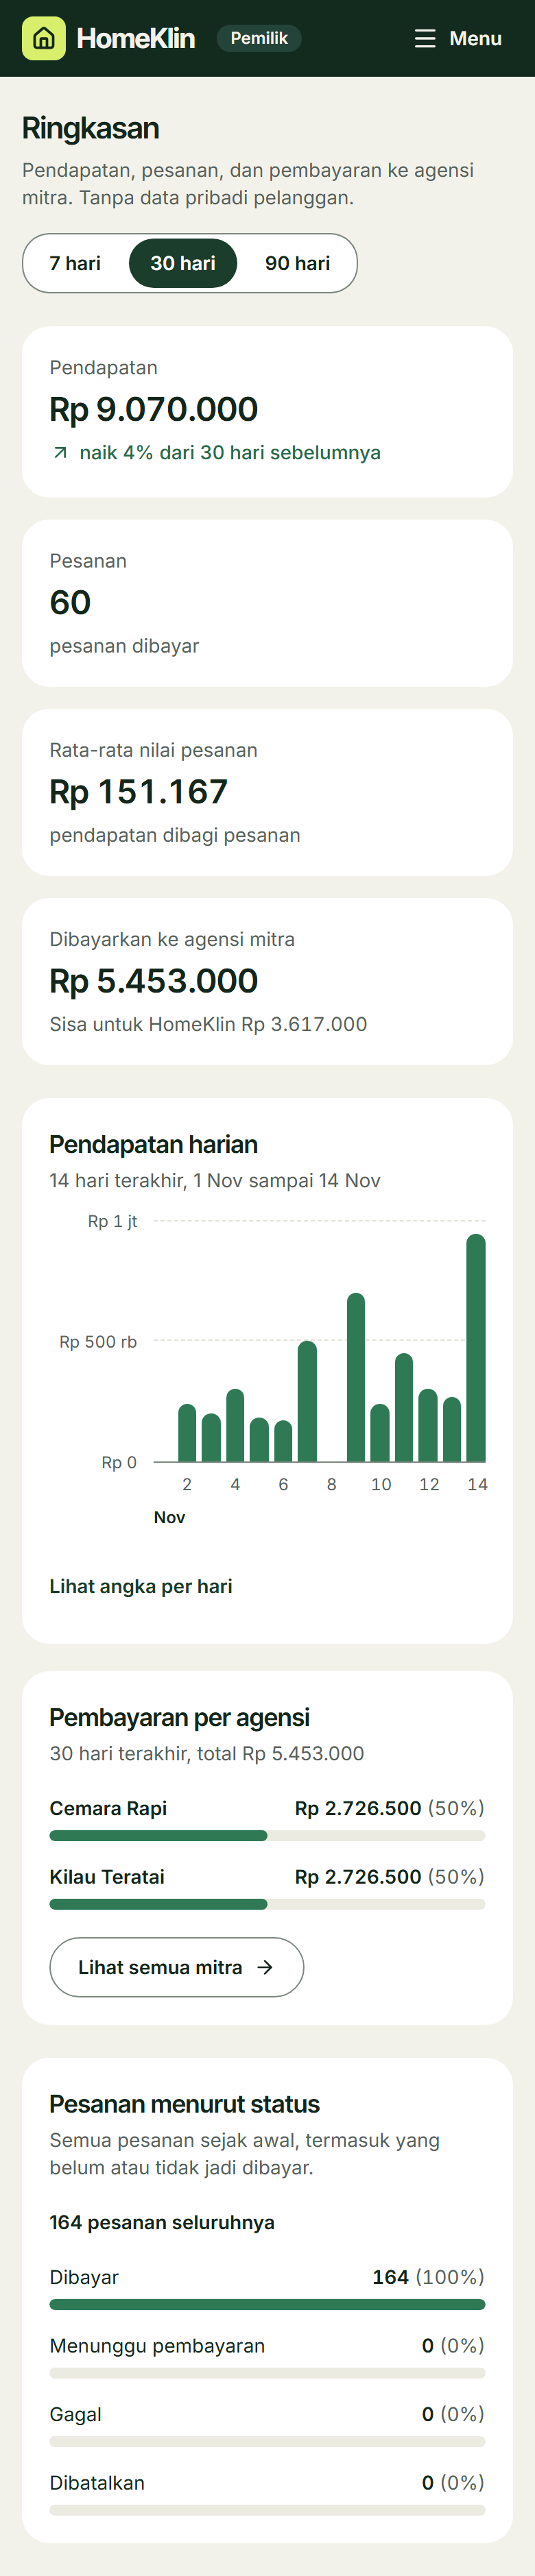 HomeKlin
Pemilik
Menu
Ringkasan
Pendapatan, pesanan, dan pembayaran ke agensi
mitra. Tanpa data pribadi pelanggan.
7 hari
30 hari
90 hari
Pendapatan
Rp 9.070.000
naik 4% dari 30 hari sebelumnya
Pesanan
60
pesanan dibayar
Rata-rata nilai pesanan
Rp 151.167
pendapatan dibagi pesanan
Dibayarkan ke agensi mitra
Rp 5.453.000
Sisa untuk HomeKlin Rp 3.617.000
Pendapatan harian
14 hari terakhir, 1 Nov sampai 14 Nov
Rp 1 jt
Rp 500 rb
Rp 0
2 4 6 8 10 12 14
Nov
Lihat angka per hari
Pembayaran per agensi
30 hari terakhir, total Rp 5.453.000
Cemara Rapi Rp 2.726.500 (50%)
Kilau Teratai Rp 2.726.500 (50%)
Lihat semua mitra
Pesanan menurut status
Semua pesanan sejak awal, termasuk yang
belum atau tidak jadi dibayar.
164 pesanan seluruhnya
Dibayar 164 (100%)
Menunggu pembayaran 0 (0%)
Gagal 0 (0%)
Dibatalkan 0 (0%)